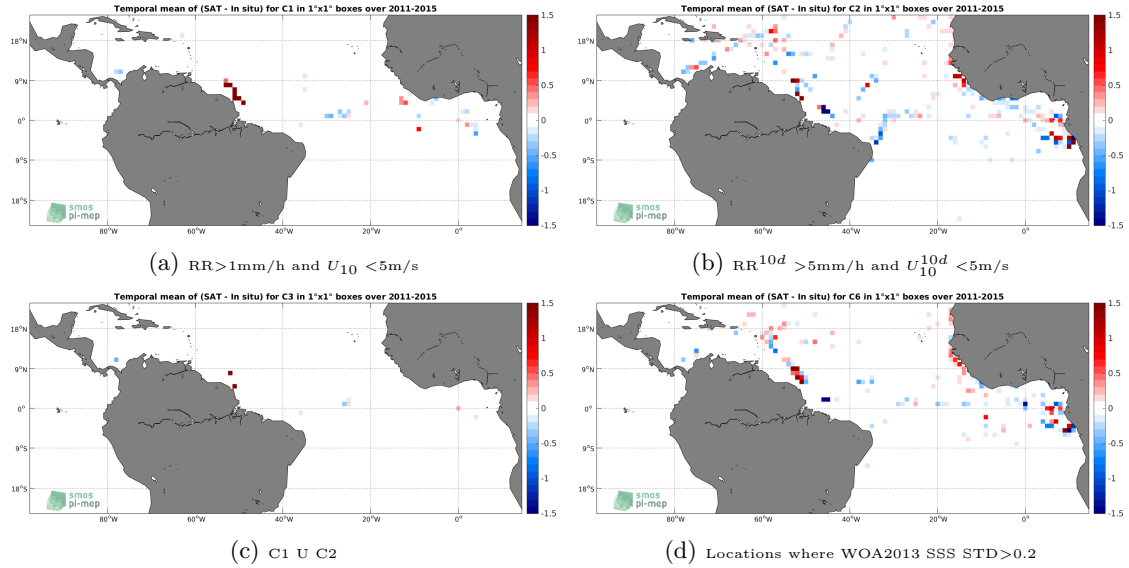 Temporal mean of (SAT - In situ) for C1 in 1°x1° boxes over 2011-2015
18°N
9°N
0°
9°S
18°S
80°W
60°W
40°W
20°W
0°
1.5
1
0.5
0
-0.5
-1
-1.5
smos
pi-mep
(a) RR>1mm/h and U10 <5m/s
Temporal mean of (SAT - In situ) for C2 in 1°x1° boxes over 2011-2015
18°N
9°N
0°
9°S
18°S
80°W
60°W
40°W
20°W
0°
1.5
1
0.5
0
-0.5
-1
-1.5
smos
pi-mep
(b) RR^10d >5mm/h and U10^10d <5m/s
Temporal mean of (SAT - In situ) for C3 in 1°x1° boxes over 2011-2015
18°N
9°N
0°
9°S
18°S
80°W
60°W
40°W
20°W
0°
1.5
1
0.5
0
-0.5
-1
-1.5
smos
pi-mep
(c) C1 U C2
Temporal mean of (SAT - In situ) for C6 in 1°x1° boxes over 2011-2015
18°N
9°N
0°
9°S
18°S
80°W
60°W
40°W
20°W
0°
1.5
1
0.5
0
-0.5
-1
-1.5
smos
pi-mep
(d) Locations where WOA2013 SSS STD>0.2